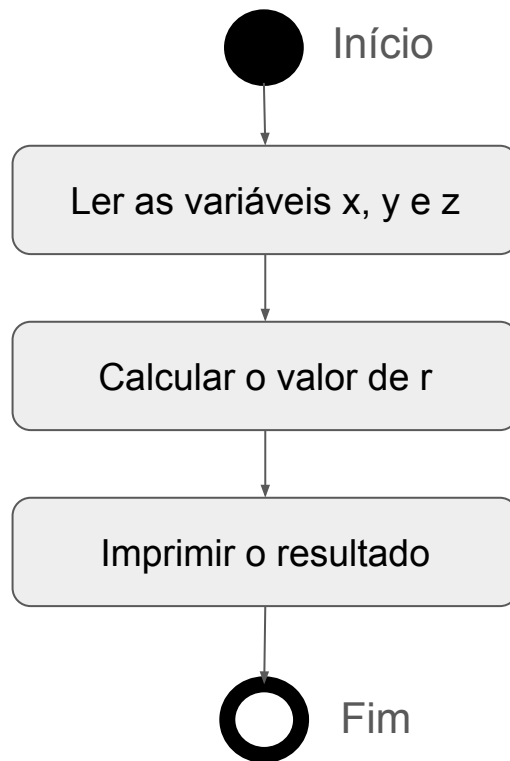 Início
Ler as variáveis x, y e z
Calcular o valor de r
Imprimir o resultado
Fim